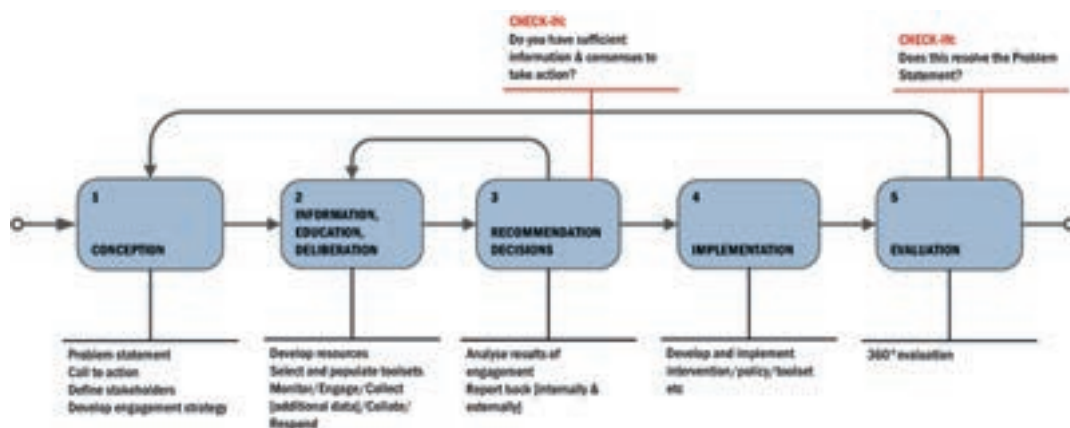 CHECK-IN:
Do you have sufficient
information & consensus to
take action?
CHECK-IN:
Does this resolve the Problem
Statement?
1
CONCEPTION
2
INFORMATION,
EDUCATION,
DELIBERATION
3
RECOMMENDATION
DECISIONS
4
IMPLEMENTATION
5
EVALUATION
Problem statement
Call to action
Define stakeholders
Develop engagement strategy
Develop resources
Select and populate toolsets
Monitor/Engage/Collect
[additional data]/Collate/
Respond
Analyse results of
engagement
Report back [internally &
externally]
Develop and implement
intervention/policy/toolset
etc
360° evaluation